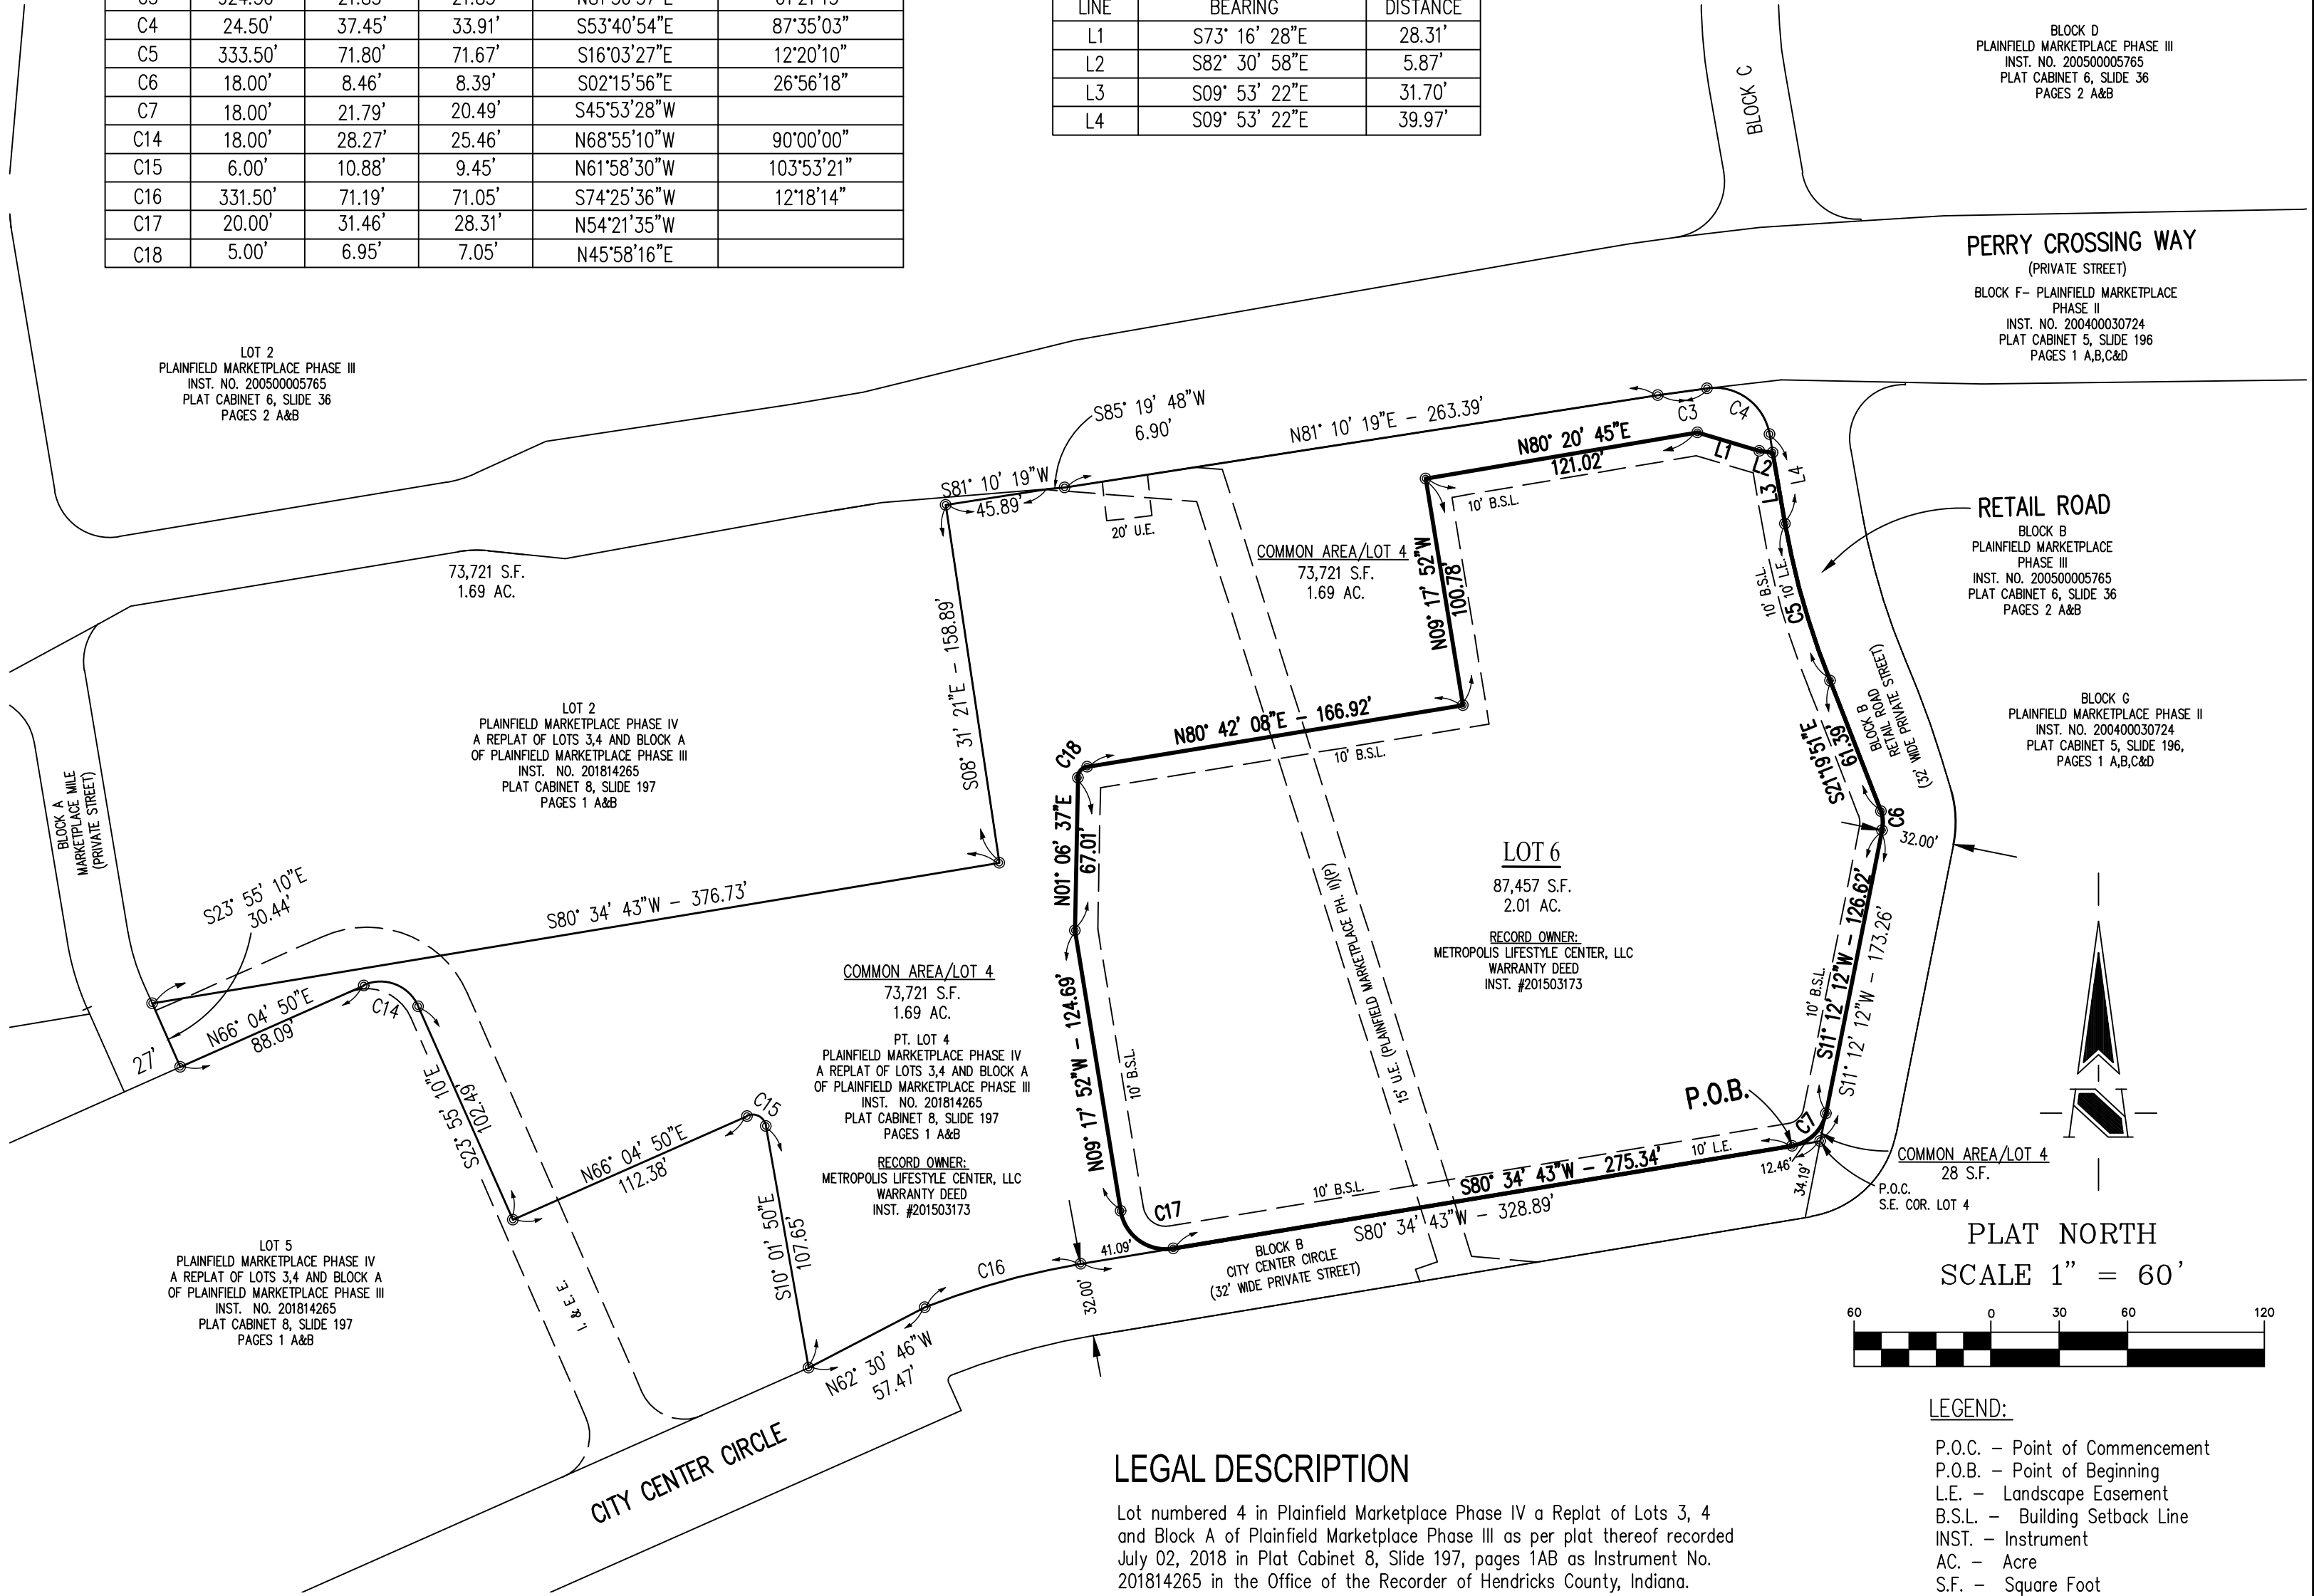 C4 24.50' 37.45' 33.91' S53°40'54"E 87°35'03"
C5 333.50' 71.80' 71.67' S16°03'27"E 12°20'10"
C6 18.00' 8.46' 8.39' S02°15'56"E 26°56'18"
C7 18.00' 21.79' 20.49' S45°53'28"W
C14 18.00' 28.27' 25.46' N68°55'10"W 90°00'00"
C15 6.00' 10.88' 9.45' N61°58'30"W 103°53'21"
C16 331.50' 71.19' 71.05' S74°25'36"W 12°18'14"
C17 20.00' 31.46' 28.31' N54°21'35"W
C18 5.00' 6.95' 7.05' N45°58'16"E
LINE BEARING DISTANCE
L1 S73° 16' 28"E 28.31'
L2 S82° 30' 58"E 5.87'
L3 S09° 53' 22"E 31.70'
L4 S09° 53' 22"E 39.97'
BLOCK C
BLOCK D
PLAINFIELD MARKETPLACE PHASE III
INST. NO. 200500005765
PLAT CABINET 6, SLIDE 36
PAGES 2 A&B
PERRY CROSSING WAY
(PRIVATE STREET)
BLOCK F- PLAINFIELD MARKETPLACE
PHASE II
INST. NO. 200400030724
PLAT CABINET 5, SLIDE 196
PAGES 1 A,B,C&D
LOT 2
PLAINFIELD MARKETPLACE PHASE III
INST. NO. 200500005765
PLAT CABINET 6, SLIDE 36
PAGES 2 A&B
S85° 19' 48"W
6.90'
N81° 10' 19"E - 263.39'
C3
C4
S81° 10' 19"W
45.89'
20' U.E.
N80° 20' 45"E
121.02'
L1
L2
L3
L4
10' B.S.L.
RETAIL ROAD
BLOCK B
PLAINFIELD MARKETPLACE
PHASE III
INST. NO. 200500005765
PLAT CABINET 6, SLIDE 36
PAGES 2 A&B
73,721 S.F.
1.69 AC.
COMMON AREA/LOT 4
73,721 S.F.
1.69 AC.
N09° 17' 52"W
100.78'
10' B.S.L.
C5
10' L.E.
S08° 31' 21"E - 158.89'
BLOCK B
RETAIL ROAD
(32' WIDE PRIVATE STREET)
S21°19'51"E
61.39'
BLOCK G
PLAINFIELD MARKETPLACE PHASE II
INST. NO. 200400030724
PLAT CABINET 5, SLIDE 196,
PAGES 1 A,B,C&D
LOT 2
PLAINFIELD MARKETPLACE PHASE IV
A REPLAT OF LOTS 3,4 AND BLOCK A
OF PLAINFIELD MARKETPLACE PHASE III
INST. NO. 201814265
PLAT CABINET 8, SLIDE 197
PAGES 1 A&B
N80° 42' 08"E - 166.92'
10' B.S.L.
C18
N01° 06' 37"E
67.01'
C6
32.00'
BLOCK A
MARKETPLACE MILE
(PRIVATE STREET)
LOT 6
87,457 S.F.
2.01 AC.
RECORD OWNER:
METROPOLIS LIFESTYLE CENTER, LLC
WARRANTY DEED
INST. #201503173
15' U.E. (PLAINFIELD MARKETPLACE PH. II)(P)
S11° 12' 12"W - 126.62'
S11° 12' 12"W - 173.26'
10' B.S.L.
S23° 55' 10"E
30.44'
S80° 34' 43"W - 376.73'
N66° 04' 50"E
88.09'
27'
C14
COMMON AREA/LOT 4
73,721 S.F.
1.69 AC.
PT. LOT 4
PLAINFIELD MARKETPLACE PHASE IV
A REPLAT OF LOTS 3,4 AND BLOCK A
OF PLAINFIELD MARKETPLACE PHASE III
INST. NO. 201814265
PLAT CABINET 8, SLIDE 197
PAGES 1 A&B
RECORD OWNER:
METROPOLIS LIFESTYLE CENTER, LLC
WARRANTY DEED
INST. #201503173
N09° 17' 52"W - 124.69'
10' B.S.L.
S23° 55' 10"E
102.49'
C15
N66° 04' 50"E
112.38'
S10° 01' 50"E
107.65'
P.O.B.
C7
10' L.E.
12.46'
34.19'
COMMON AREA/LOT 4
28 S.F.
P.O.C.
S.E. COR. LOT 4
S80° 34' 43"W - 275.34'
10' B.S.L.
S80° 34' 43"W - 328.89'
C17
41.09'
32.00'
BLOCK B
CITY CENTER CIRCLE
(32' WIDE PRIVATE STREET)
C16
N62° 30' 46"W
57.47'
I. & E. E.
LOT 5
PLAINFIELD MARKETPLACE PHASE IV
A REPLAT OF LOTS 3,4 AND BLOCK A
OF PLAINFIELD MARKETPLACE PHASE III
INST. NO. 201814265
PLAT CABINET 8, SLIDE 197
PAGES 1 A&B
CITY CENTER CIRCLE
N
PLAT NORTH
SCALE 1" = 60'
60 0 30 60 120
LEGEND:
P.O.C. - Point of Commencement
P.O.B. - Point of Beginning
L.E. - Landscape Easement
B.S.L. - Building Setback Line
INST. - Instrument
AC. - Acre
S.F. - Square Foot
LEGAL DESCRIPTION
Lot numbered 4 in Plainfield Marketplace Phase IV a Replat of Lots 3, 4
and Block A of Plainfield Marketplace Phase III as per plat thereof recorded
July 02, 2018 in Plat Cabinet 8, Slide 197, pages 1AB as Instrument No.
201814265 in the Office of the Recorder of Hendricks County, Indiana.